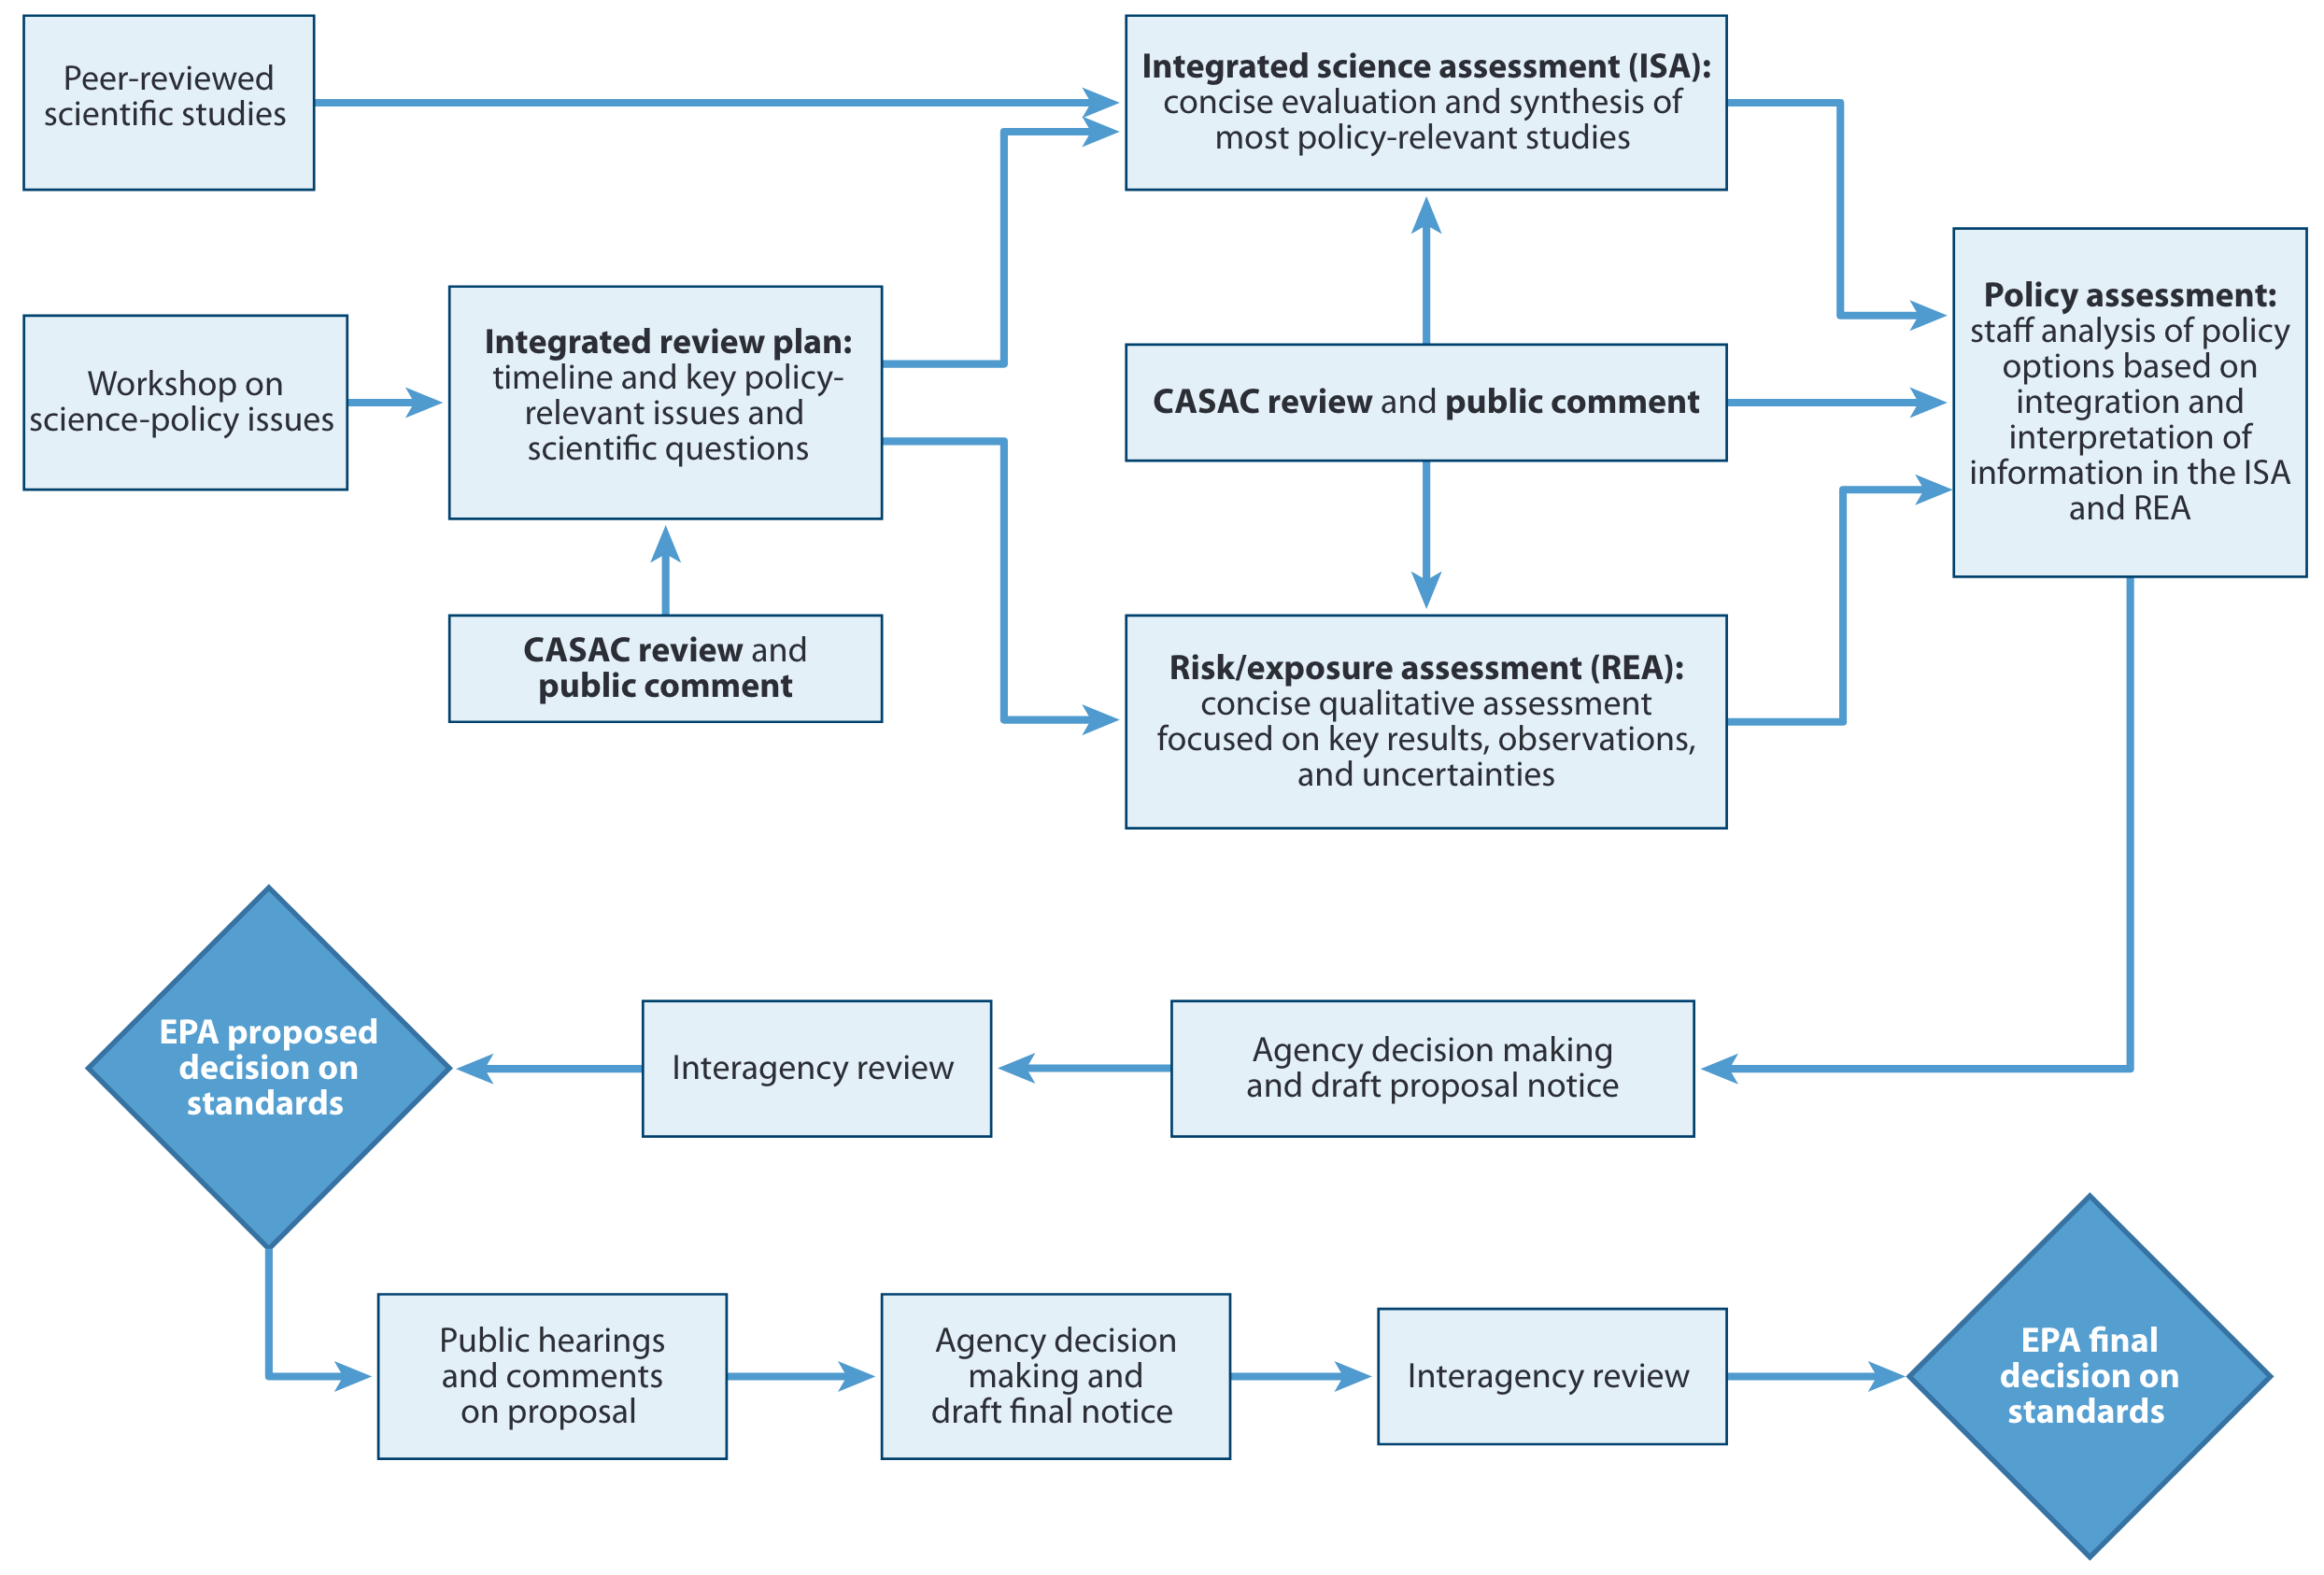 Peer-reviewed
scientific studies
Integrated science assessment (ISA):
concise evaluation and synthesis of
most policy-relevant studies
Workshop on
science-policy issues
Integrated review plan:
timeline and key policy-
relevant issues and
scientific questions
CASAC review and public comment
Policy assessment:
staff analysis of policy
options based on
integration and
interpretation of
information in the ISA
and REA
CASAC review and
public comment
Risk/exposure assessment (REA):
concise qualitative assessment
focused on key results, observations,
and uncertainties
Agency decision making
and draft proposal notice
Interagency review
EPA proposed
decision on
standards
Public hearings
and comments
on proposal
Agency decision
making and
draft final notice
Interagency review
EPA final
decision on
standards